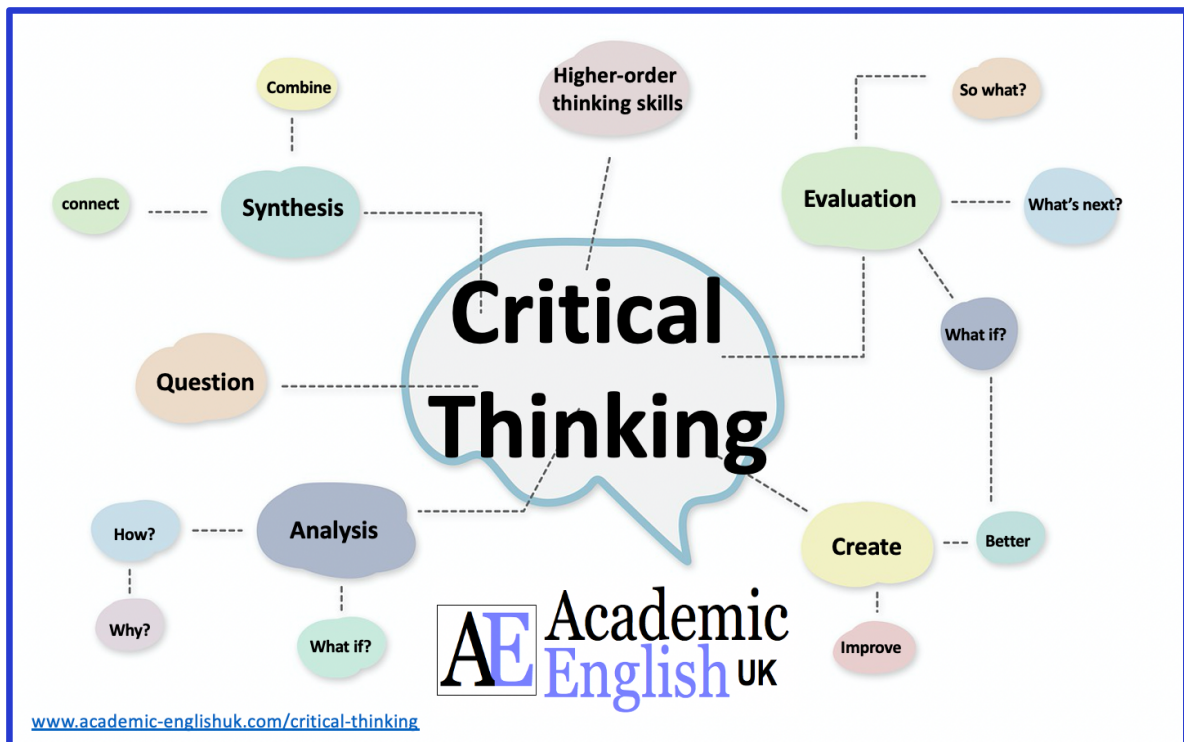 Combine
Higher-order
thinking skills
So what?
connect
Synthesis
Evaluation
What's next?
Critical
Thinking
What if?
Question
How?
Analysis
Create
Better
Why?
What if?
Improve
AE Academic
English UK
www.academic-englishuk.com/critical-thinking